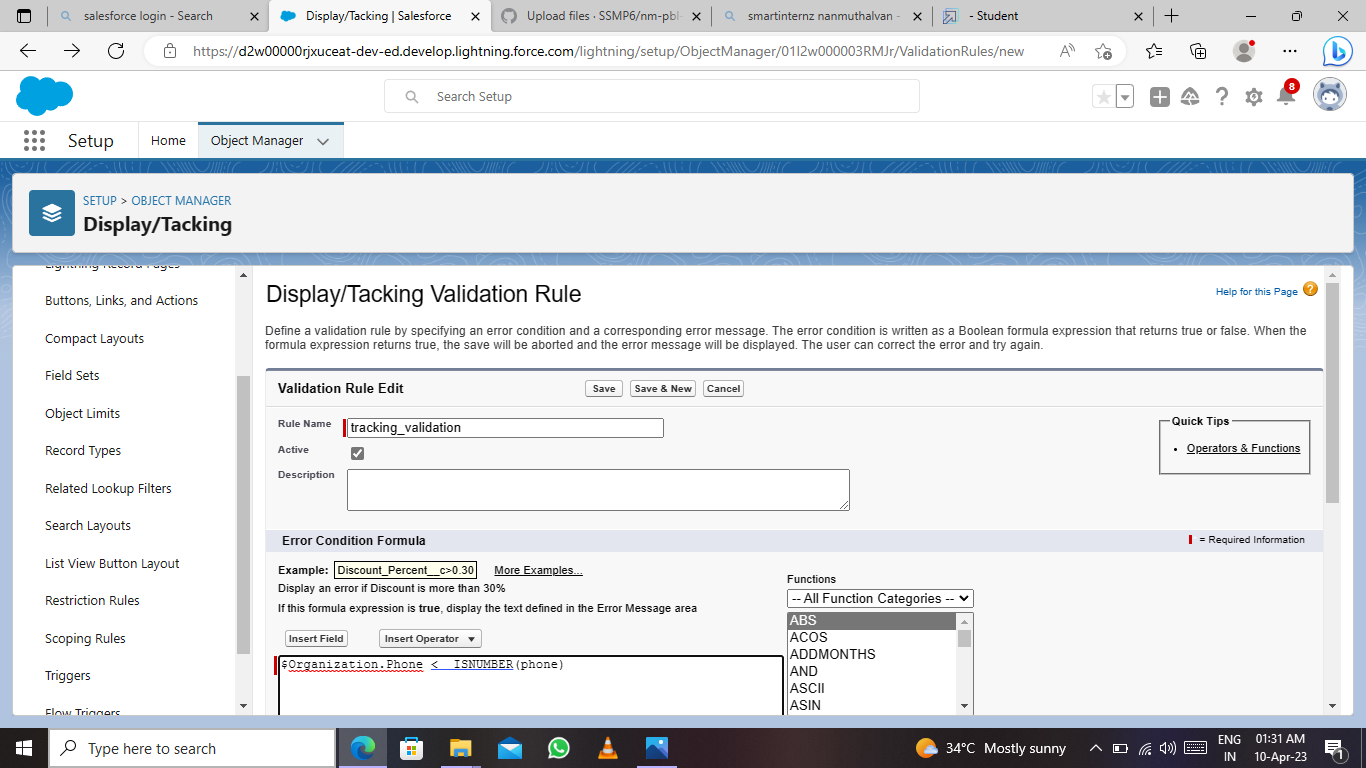 salesforce login - Search
Display/Tacking | Salesforce
Upload files · SSMP6/nm-pbl-
smartinternz nanmuthalvan -
- Student
https://d2w00000rjxuceat-dev-ed.develop.lightning.force.com/lightning/setup/ObjectManager/01I2w000003RMJr/ValidationRules/new
Search Setup
8
Setup
Home
Object Manager
SETUP > OBJECT MANAGER
Display/Tacking
Lightning Record Pages
Buttons, Links, and Actions
Compact Layouts
Field Sets
Object Limits
Record Types
Related Lookup Filters
Search Layouts
List View Button Layout
Restriction Rules
Scoping Rules
Triggers
Flow Triggers
Display/Tacking Validation Rule
Help for this Page
Define a validation rule by specifying an error condition and a corresponding error message. The error condition is written as a Boolean formula expression that returns true or false. When the
formula expression returns true, the save will be aborted and the error message will be displayed. The user can correct the error and try again.
Validation Rule Edit
Save
Save & New
Cancel
Rule Name
tracking_validation
Active
Description
Quick Tips
• Operators & Functions
Error Condition Formula
= Required Information
Example: Discount_Percent__c>0.30 More Examples...
Display an error if Discount is more than 30%
If this formula expression is true, display the text defined in the Error Message area
Insert Field
Insert Operator
$Organization.Phone <  ISNUMBER(phone)
Functions
-- All Function Categories --
ABS
ACOS
ADDMONTHS
AND
ASCII
ASIN
Type here to search
34°C Mostly sunny
ENG
IN
01:31 AM
10-Apr-23
1